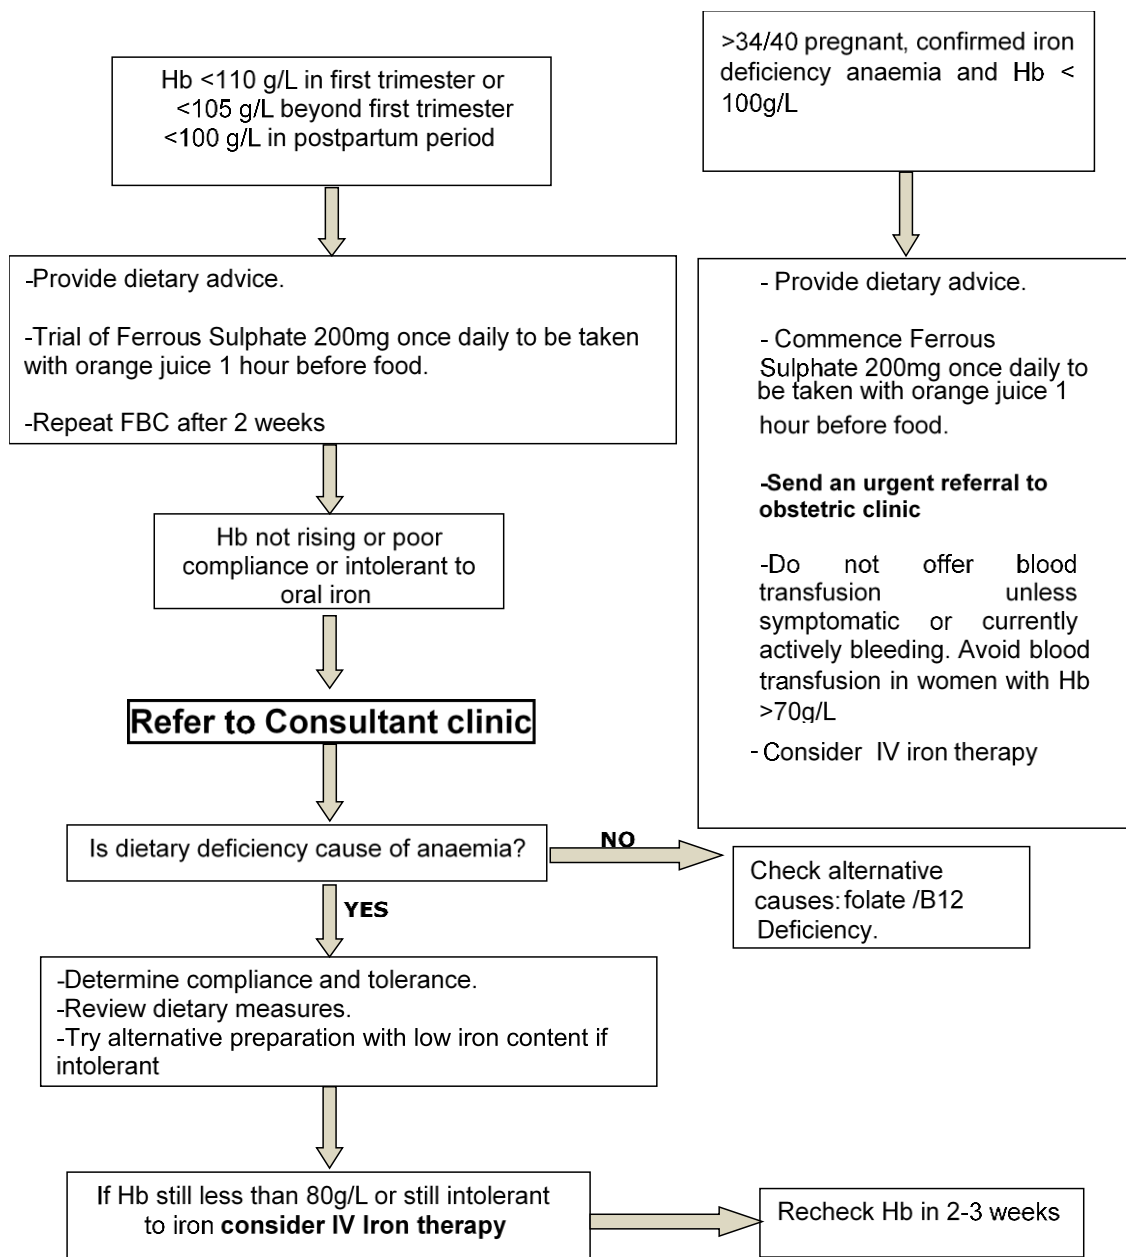 Hb <110 g/L in first trimester or
<105 g/L beyond first trimester
<100 g/L in postpartum period
>34/40 pregnant, confirmed iron
deficiency anaemia and Hb <
100g/L
-Provide dietary advice.
-Trial of Ferrous Sulphate 200mg once daily to be taken
with orange juice 1 hour before food.
-Repeat FBC after 2 weeks
- Provide dietary advice.
- Commence Ferrous
Sulphate 200mg once daily to
be taken with orange juice 1
hour before food.
-Send an urgent referral to
obstetric clinic
-Do not offer blood
transfusion unless
symptomatic or currently
actively bleeding. Avoid blood
transfusion in women with Hb
>70g/L
- Consider IV iron therapy
Hb not rising or poor
compliance or intolerant to
oral iron
Refer to Consultant clinic
Is dietary deficiency cause of anaemia?
NO
Check alternative
causes: folate /B12
Deficiency.
YES
-Determine compliance and tolerance.
-Review dietary measures.
-Try alternative preparation with low iron content if
intolerant
If Hb still less than 80g/L or still intolerant
to iron consider IV Iron therapy
Recheck Hb in 2-3 weeks